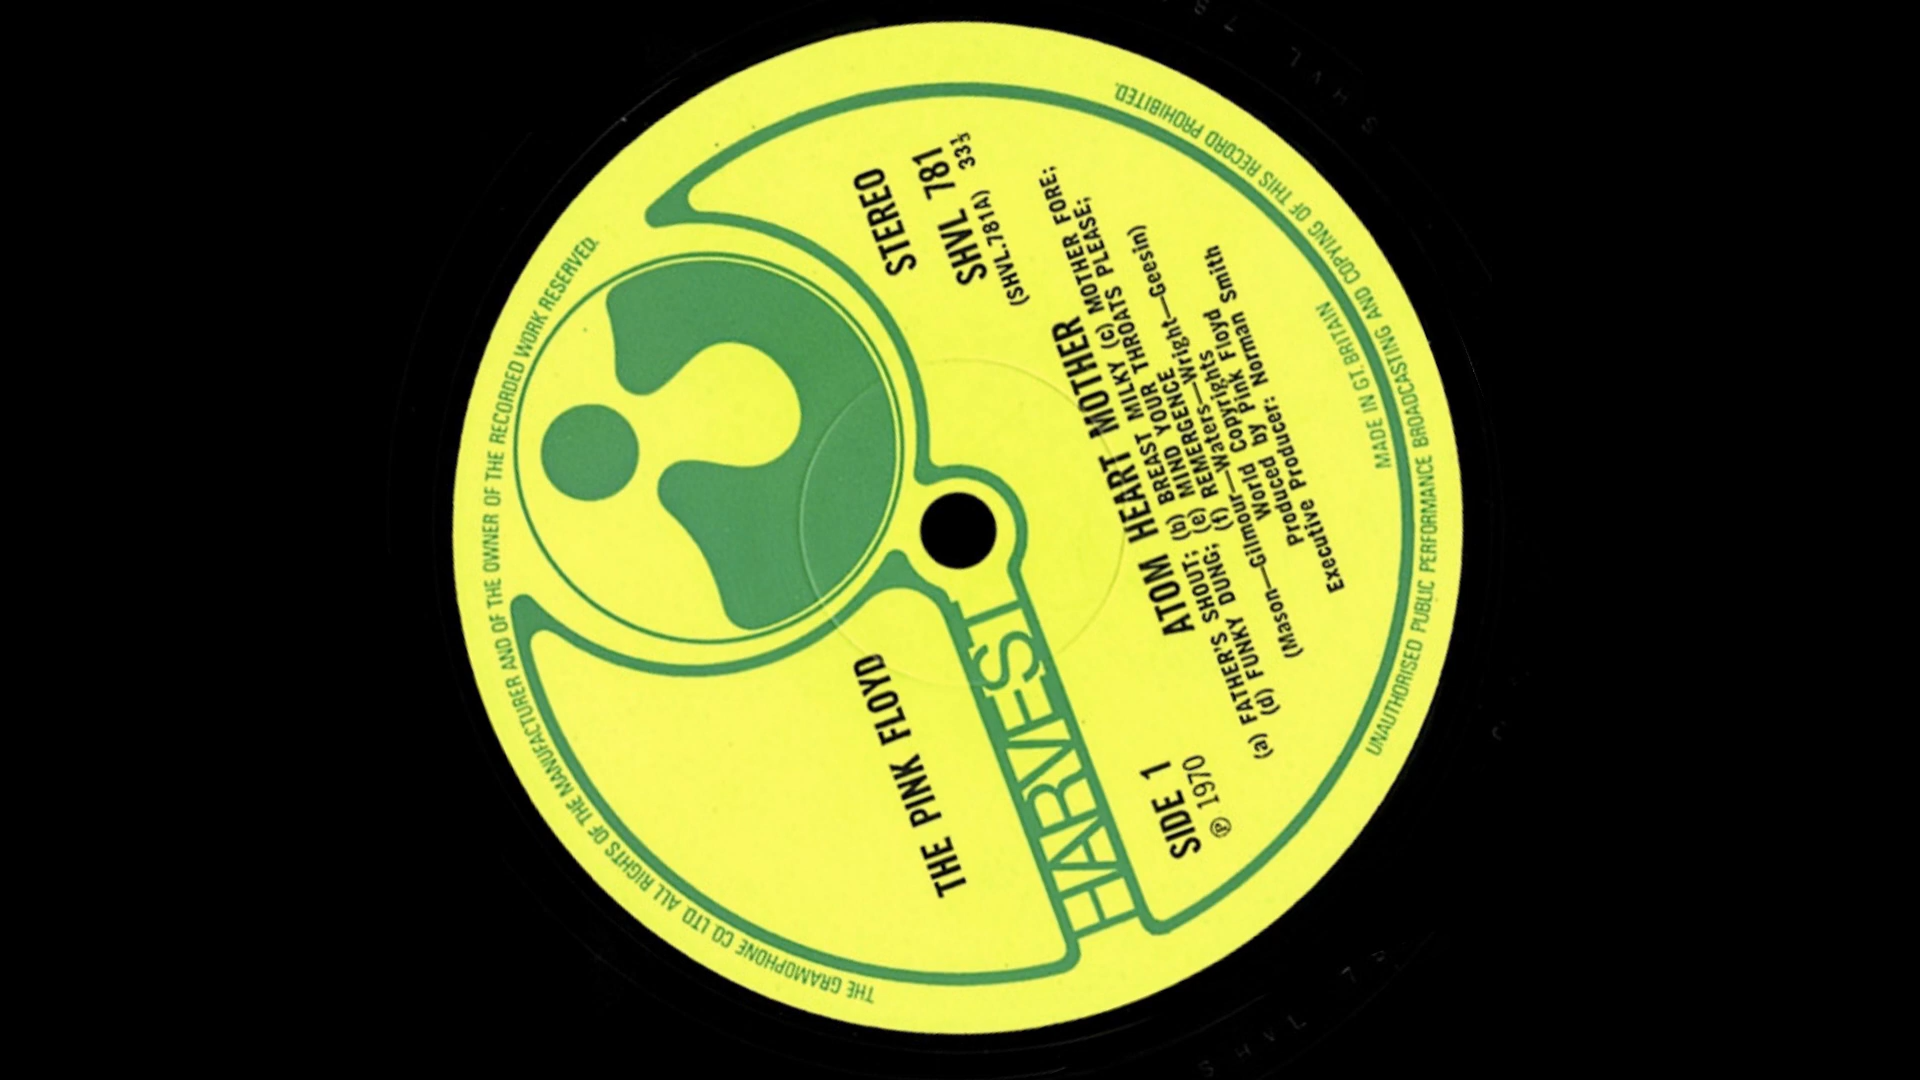 THE PINK FLOYD
STEREO
SHVL 781
(SHVL.781A) 33⅓
HARVEST
SIDE 1
℗ 1970
ATOM HEART MOTHER
(a) FATHER'S SHOUT; (b) BREAST MILKY (c) MOTHER FORE;
(d) FUNKY DUNG; (e) MIND YOUR THROATS PLEASE;
(f) REMERGENCE
(Mason—Gilmour—Waters—Wright—Geesin)
World Copyrights
Produced by Pink Floyd
Executive Producer: Norman Smith
MADE IN GT. BRITAIN
THE GRAMOPHONE CO. LTD. ALL RIGHTS OF THE MANUFACTURER AND OF THE OWNER OF THE RECORDED WORK RESERVED.
UNAUTHORISED PUBLIC PERFORMANCE BROADCASTING AND COPYING OF THIS RECORD PROHIBITED.